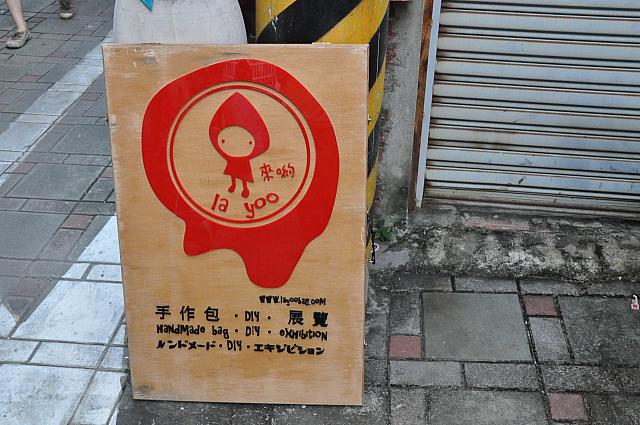 來喲
la yoo
www.layoobag.com
手作包・DIY・展覽
HANDMADE bAG・DIY・EXHIbITION
ハンドメード・DIY・エキジビション